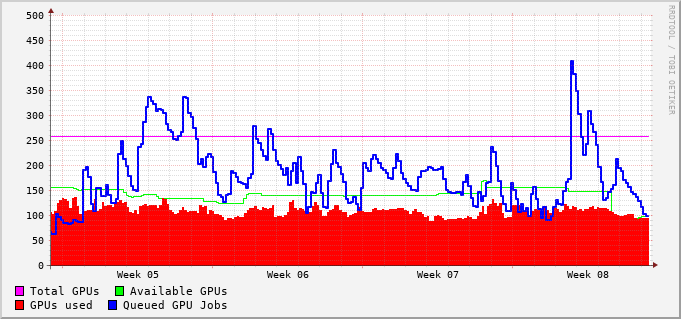 500
450
400
350
300
250
200
150
100
50
0
Week 05 Week 06 Week 07 Week 08
Total GPUs Available GPUs
GPUs used Queued GPU Jobs
RRDTOOL / TOBI OETIKER